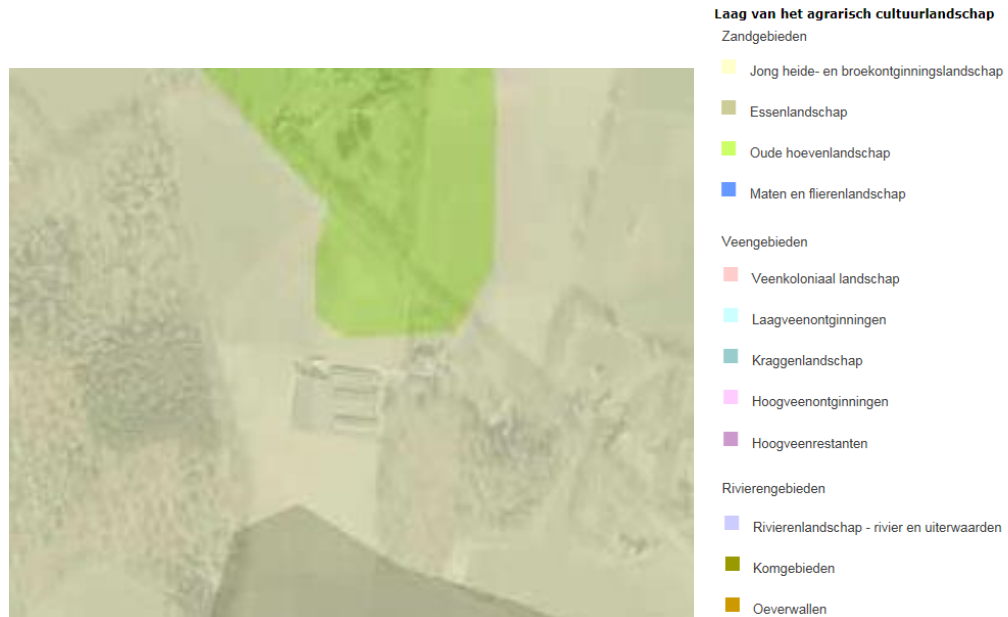 Laag van het agrarisch cultuurlandschap
Zandgebieden
Jong heide- en broekontginningslandschap
Essenlandschap
Oude hoevenlandschap
Maten en flierenlandschap
Veengebieden
Veenkoloniaal landschap
Laagveenontginningen
Kraggenlandschap
Hoogveenontginningen
Hoogveenrestanten
Rivierengebieden
Rivierenlandschap - rivier en uiterwaarden
Komgebieden
Oeverwallen